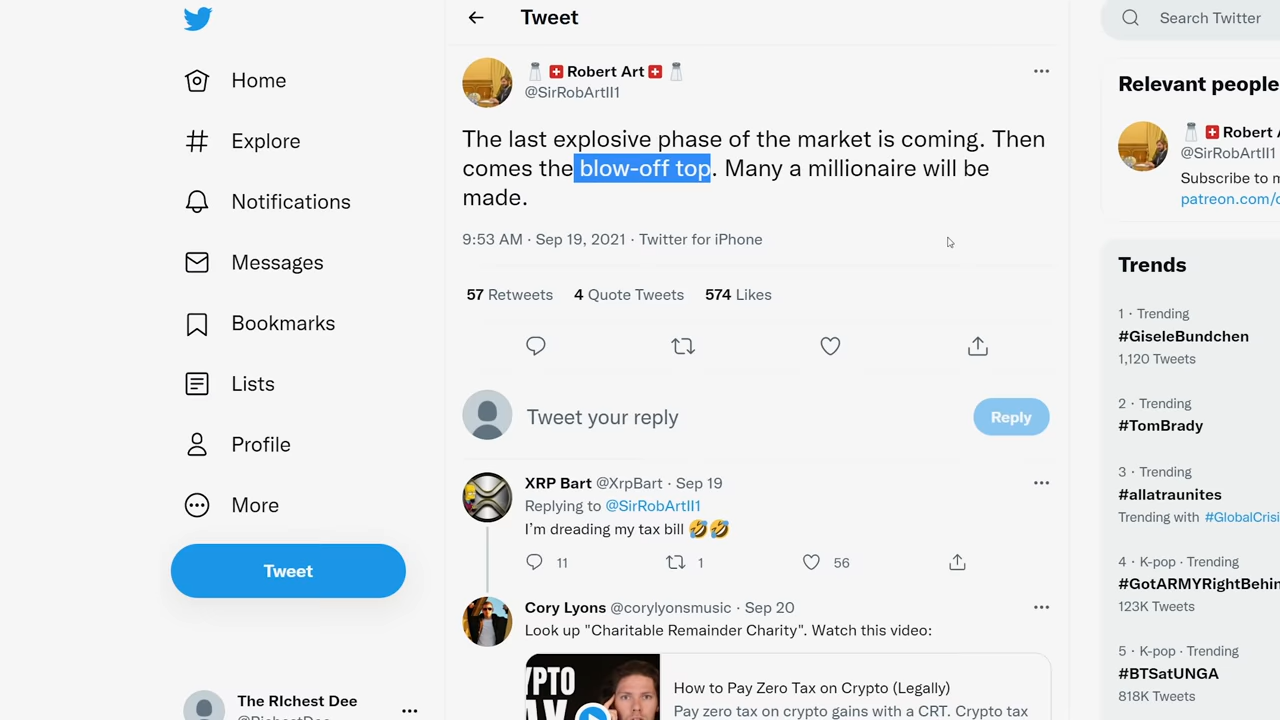 Home
Explore
Notifications
Messages
Bookmarks
Lists
Profile
More
Tweet
The RIchest Dee
Tweet
Robert Art
@SirRobArtII1
The last explosive phase of the market is coming. Then
comes the blow-off top. Many a millionaire will be
made.
9:53 AM · Sep 19, 2021 · Twitter for iPhone
57 Retweets 4 Quote Tweets 574 Likes
Tweet your reply
Reply
XRP Bart @XrpBart · Sep 19
Replying to @SirRobArtII1
I'm dreading my tax bill 🤣🤣
11 1 56
Cory Lyons @corylyonsmusic · Sep 20
Look up "Charitable Remainder Charity". Watch this video:
How to Pay Zero Tax on Crypto (Legally)
Pay zero tax on crypto gains with a CRT. Crypto tax
Search Twitter
Relevant people
Robert
@SirRobArtII1
Subscribe to
patreon.com/
Trends
1 · Trending
#GiseleBundchen
1,120 Tweets
2 · Trending
#TomBrady
3 · Trending
#allatraunites
Trending with #GlobalCrisi
4 · K-pop · Trending
#GotARMYRightBehin
123K Tweets
5 · K-pop · Trending
#BTSatUNGA
818K Tweets